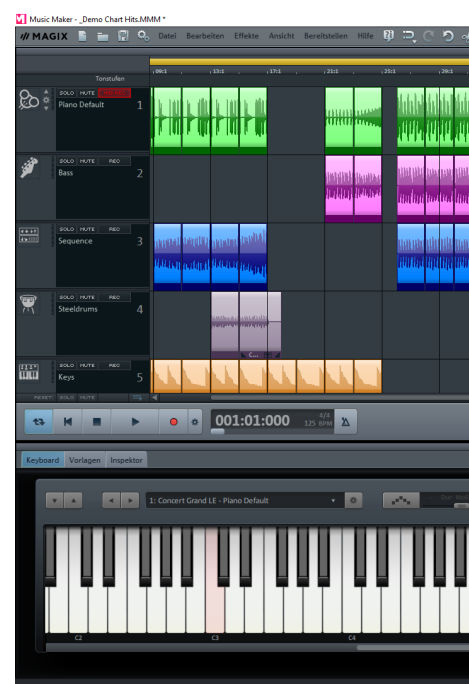 Music Maker - _Demo Chart Hits.MMM *
MAGIX Datei Bearbeiten Effekte Ansicht Bereitstellen Hilfe
09:1 13:1 17:1 21:1 25:1 29:1
Tonstufen
SOLO MUTE
Piano Default 1
SOLO MUTE REC
Bass 2
SOLO MUTE REC
Sequence 3
SOLO MUTE REC
Steeldrums 4
C...
SOLO MUTE REC
Keys 5
RESET: SOLO MUTE
001:01:000 4/4
125 BPM
Keyboard Vorlagen Inspektor
1: Concert Grand LE - Piano Default
C2 C3 C4